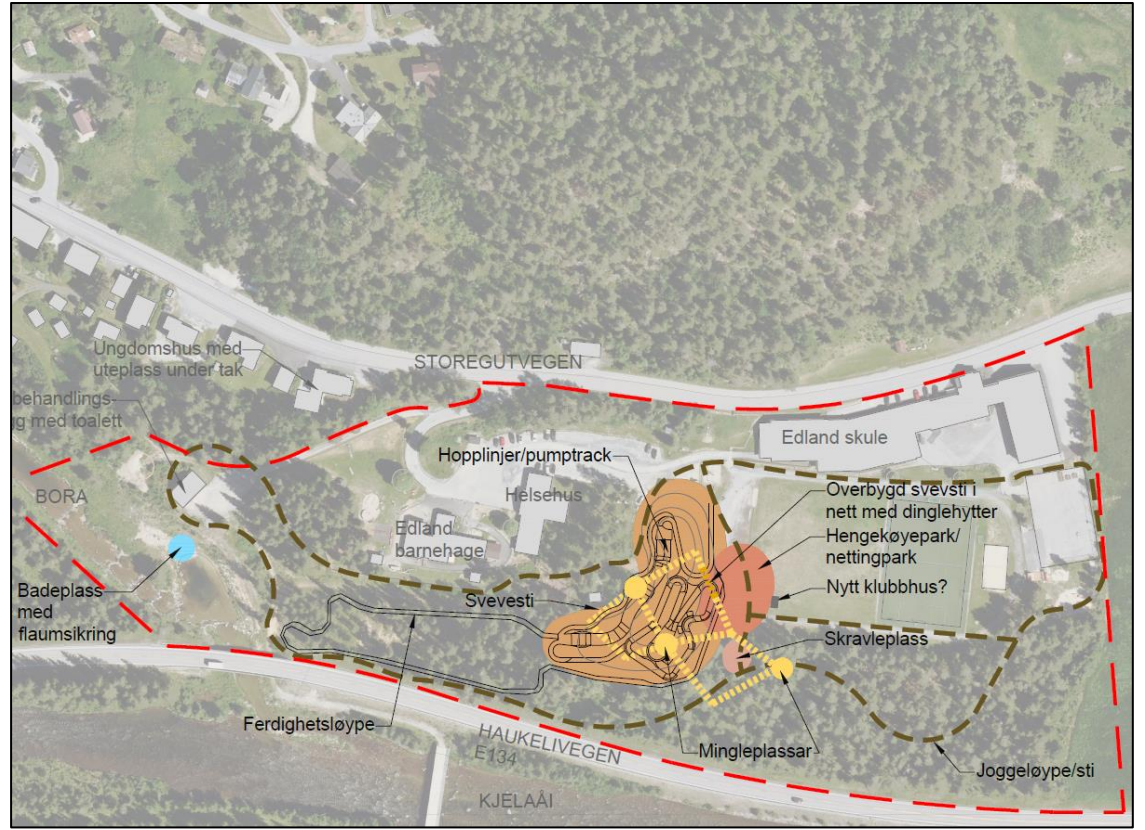 Ungdomshus med
uteplass under tak
STOREGUTVEGEN
behandlings-
g med toalett
Edland skule
Hopplinjer/pumptrack
Overbygd svevsti i
nett med dinglehytter
BORA
Helsehus
Hengekøyepark/
nettingpark
Edland
barnehage
Nytt klubbhus?
Badeplass
med
flaumsikring
Svevesti
Skravleplass
Ferdighetsløype
HAUKELIVEGEN
E134
Mingleplassar
Joggeløype/sti
KJELAÅI